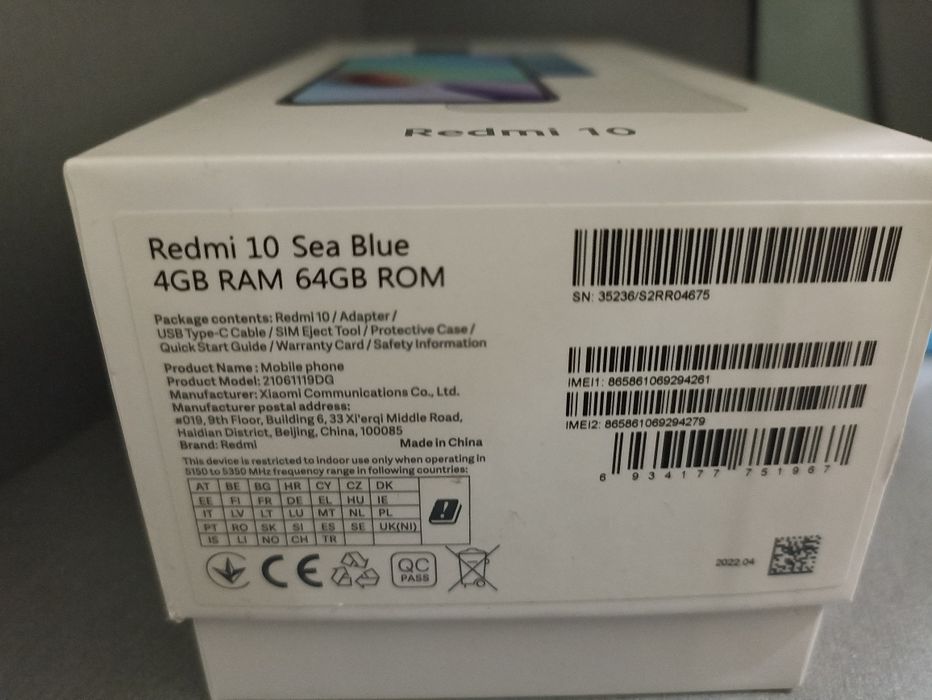 Redmi 10
Redmi 10 Sea Blue
4GB RAM 64GB ROM
Package contents: Redmi 10 / Adapter /
USB Type-C Cable / SIM Eject Tool / Protective Case /
Quick Start Guide / Warranty Card / Safety Information
Product Name : Mobile phone
Product Model: 21061119DG
Manufacturer: Xiaomi Communications Co., Ltd.
Manufacturer postal address:
#019, 9th Floor, Building 6, 33 Xi'erqi Middle Road,
Haidian District, Beijing, China, 100085
Brand: Redmi
Made in China
This device is restricted to indoor use only when operating in
5150 to 5350 MHz frequency range in following countries:
AT BE BG HR CY CZ DK
EE FI FR DE EL HU IE
IT LV LT LU MT NL PL
PT RO SK SI ES SE UK(NI)
IS LI NO CH TR
CE
QC
PASS
SN: 35236/S2RR04675
IMEI1: 865861069294261
IMEI2: 865861069294279
6 934177 751967
2022.04